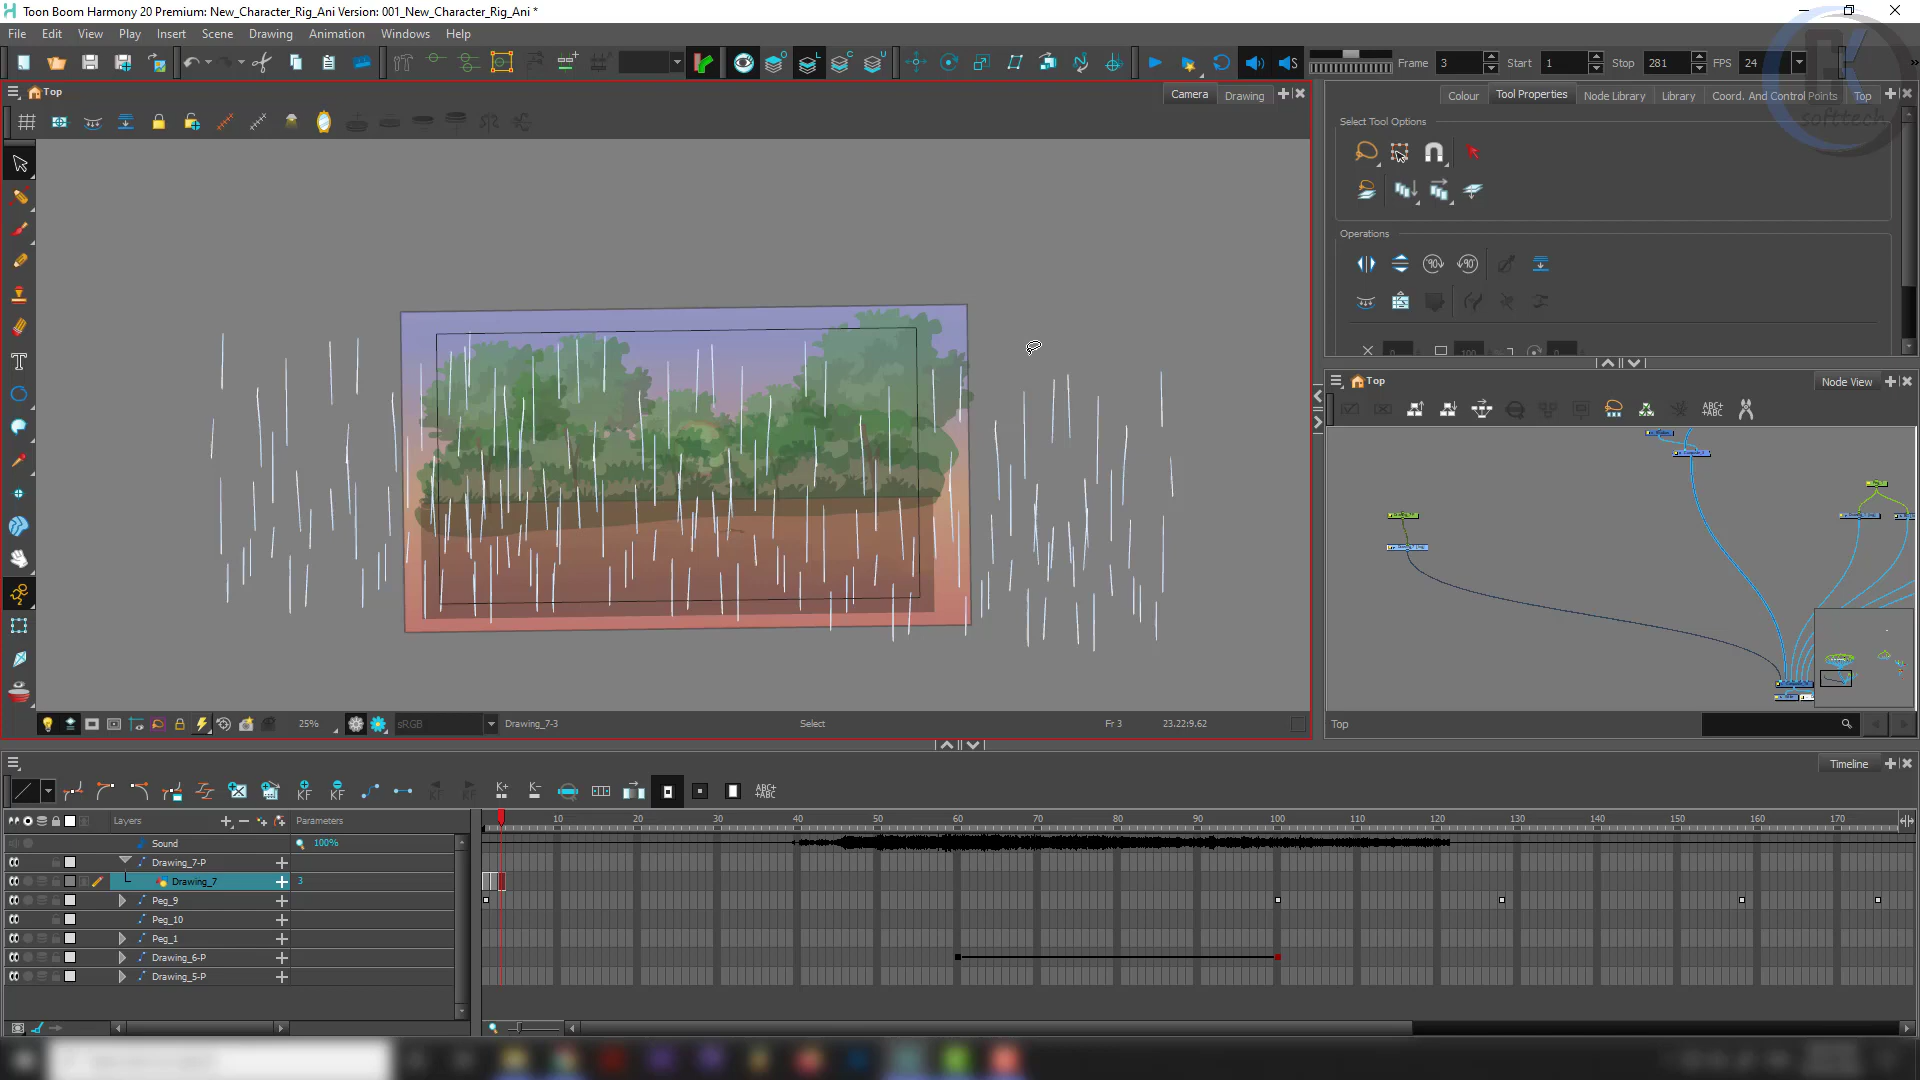 Toon Boom Harmony 20 Premium: New_Character_Rig_Ani Version: 001_New_Character_Rig_Ani *
File Edit View Play Insert Scene Drawing Animation Windows Help
Frame 3 Start 1 Stop 281 FPS 24
Top Camera Drawing
Colour Tool Properties Node Library Library Coord. And Control Points Top
softtech
Select Tool Options
Operations
Top Node View
Top
25% sRGB Drawing_7-3 Select Fr 3 23.22:9.62
Timeline
Layers Parameters
10 20 30 40 50 60 70 80 90 100 110 120 130 140 150 160 170
Sound 100%
Drawing_7-P
Drawing_7 3
Peg_9
Peg_10
Peg_1
Drawing_6-P
Drawing_5-P